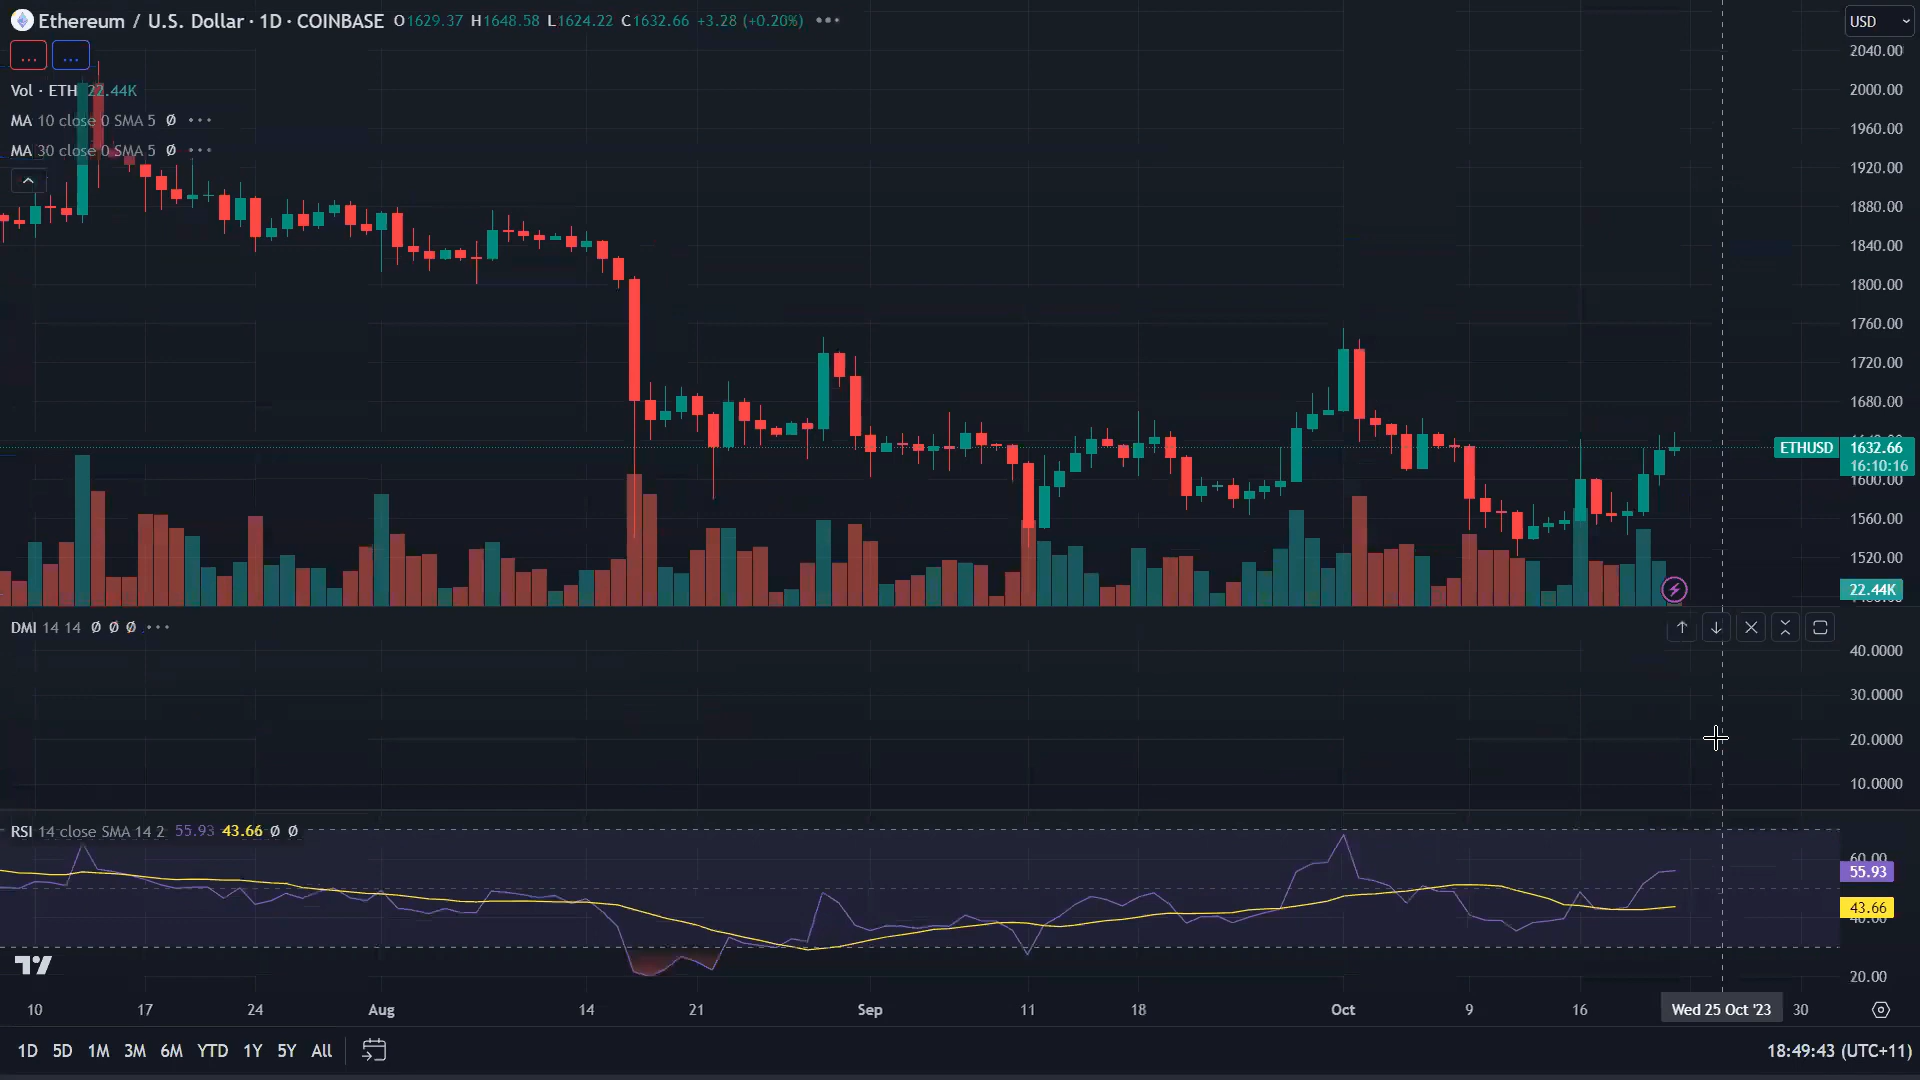 Ethereum / U.S. Dollar · 1D · COINBASE O1629.37 H1648.58 L1624.22 C1632.66 +3.28 (+0.20%) •••
USD
... ...
Vol · ETH 22.44K
MA 10 close 0 SMA 5 Ø •••
MA 30 close 0 SMA 5 Ø •••
2040.00
2000.00
1960.00
1920.00
1880.00
1840.00
1800.00
1760.00
1720.00
1680.00
ETHUSD 1632.66
16:10:16
1600.00
1560.00
1520.00
22.44K
DMI 14 14 Ø Ø Ø •••
40.0000
30.0000
20.0000
10.0000
RSI 14 close SMA 14 2 55.93 43.66 Ø Ø
60.00
55.93
43.66
40.00
20.00
10 17 24 Aug 14 21 Sep 11 18 Oct 9 16 Wed 25 Oct '23 30
1D 5D 1M 3M 6M YTD 1Y 5Y All
18:49:43 (UTC+11)